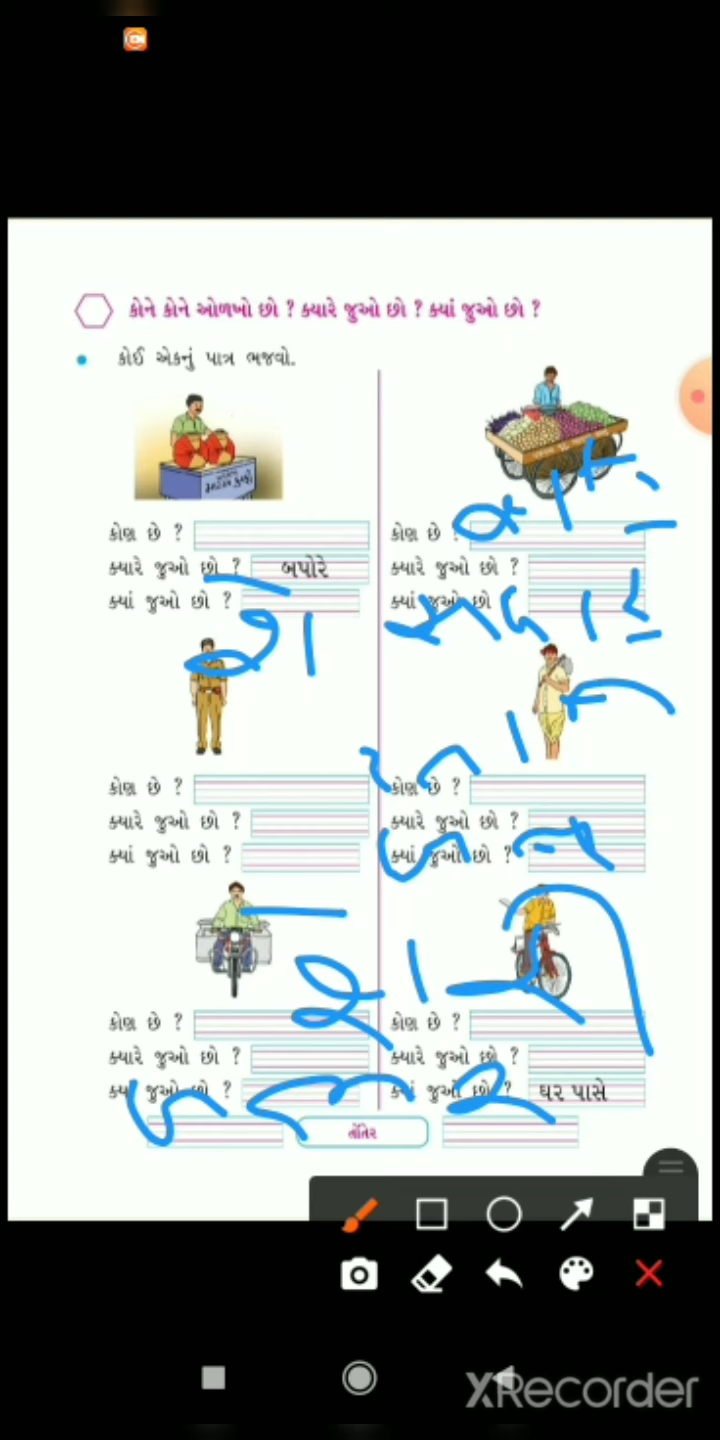 કોને કોને ઓળખો છો ? ક્યારે જુઓ છો ? ક્યાં જુઓ છો ?
કોઈ એકનું પાત્ર ભજવો.
કોણ છે ?
ક્યારે જુઓ છો ? બપોરે
ક્યાં જુઓ છો ?
કોણ છે ?
ક્યારે જુઓ છો ?
ક્યાં જુઓ છો
કોણ છે ?
ક્યારે જુઓ છો ?
ક્યાં જુઓ છો ?
કોણ છે ?
ક્યારે જુઓ છો ?
ક્યાં જુઓ છો ?
કોણ છે ?
ક્યારે જુઓ છો ?
ક્યાં જુઓ છો ?
કોણ છે ?
ક્યારે જુઓ છો ?
ક્યાં જુઓ છો ? ઘર પાસે
તોંતેર
XRecorder